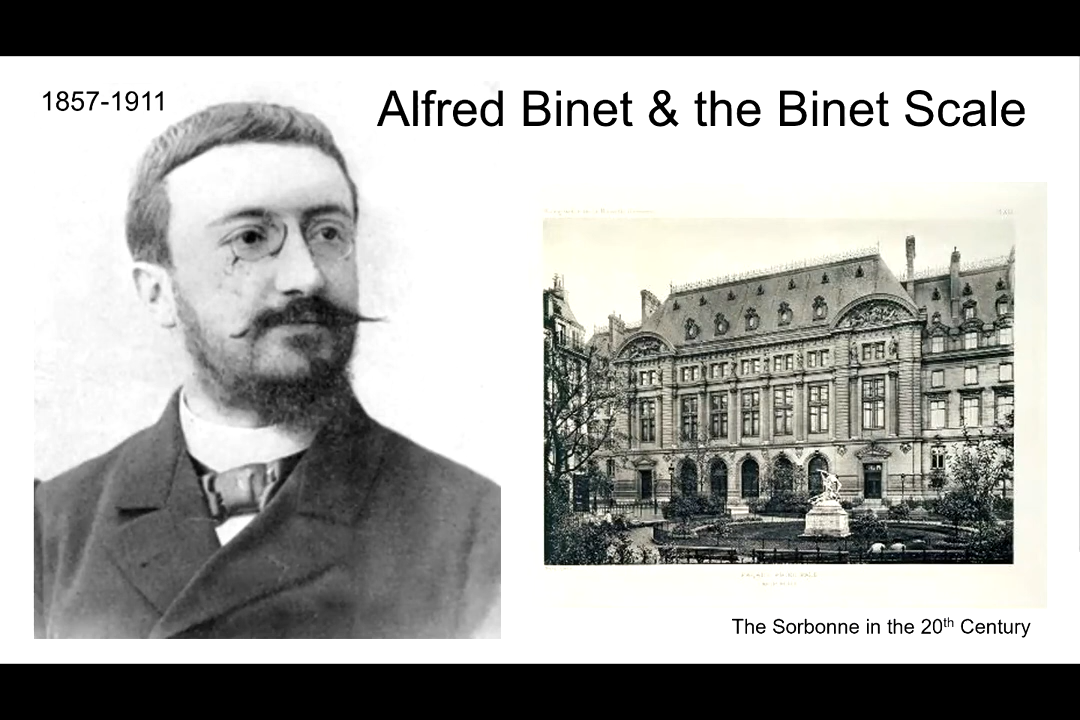 1857-1911
Alfred Binet & the Binet Scale
The Sorbonne in the 20th Century